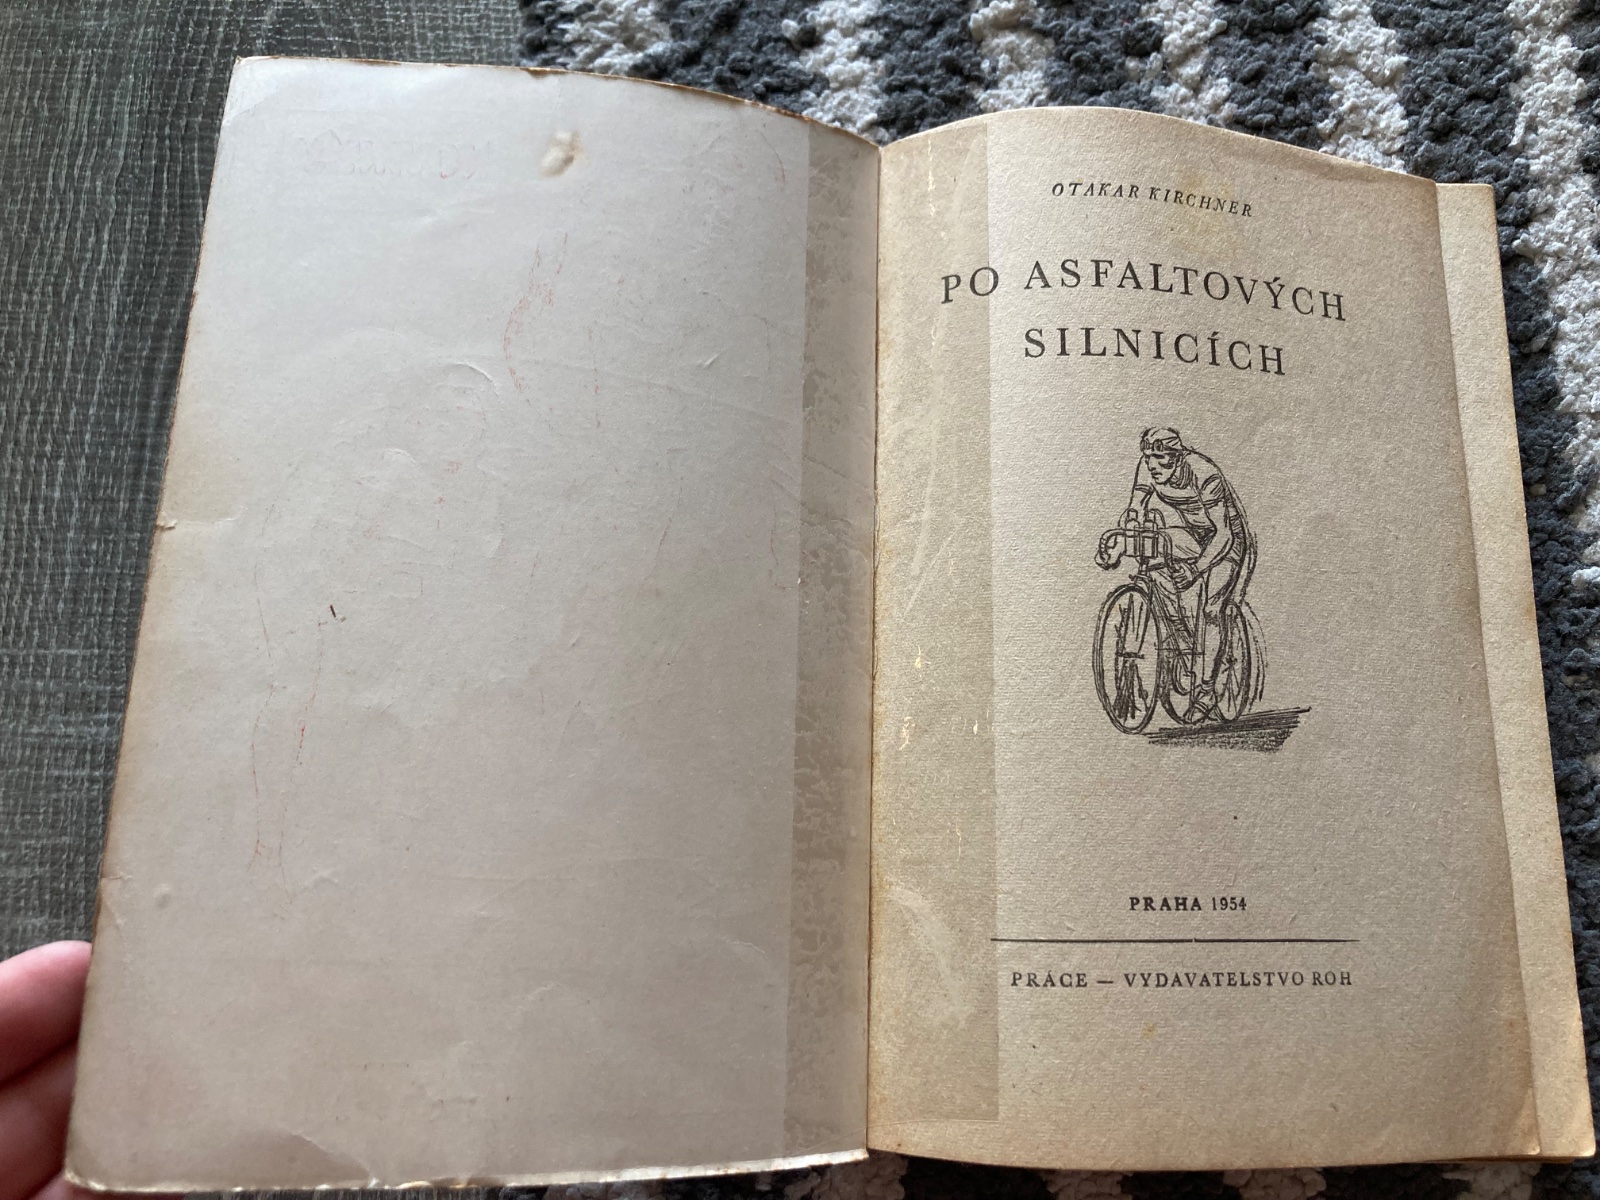 OTAKAR KIRCHNER
PO ASFALTOVÝCH
SILNICÍCH
PRAHA 1954
PRÁCE — VYDAVATELSTVO ROH